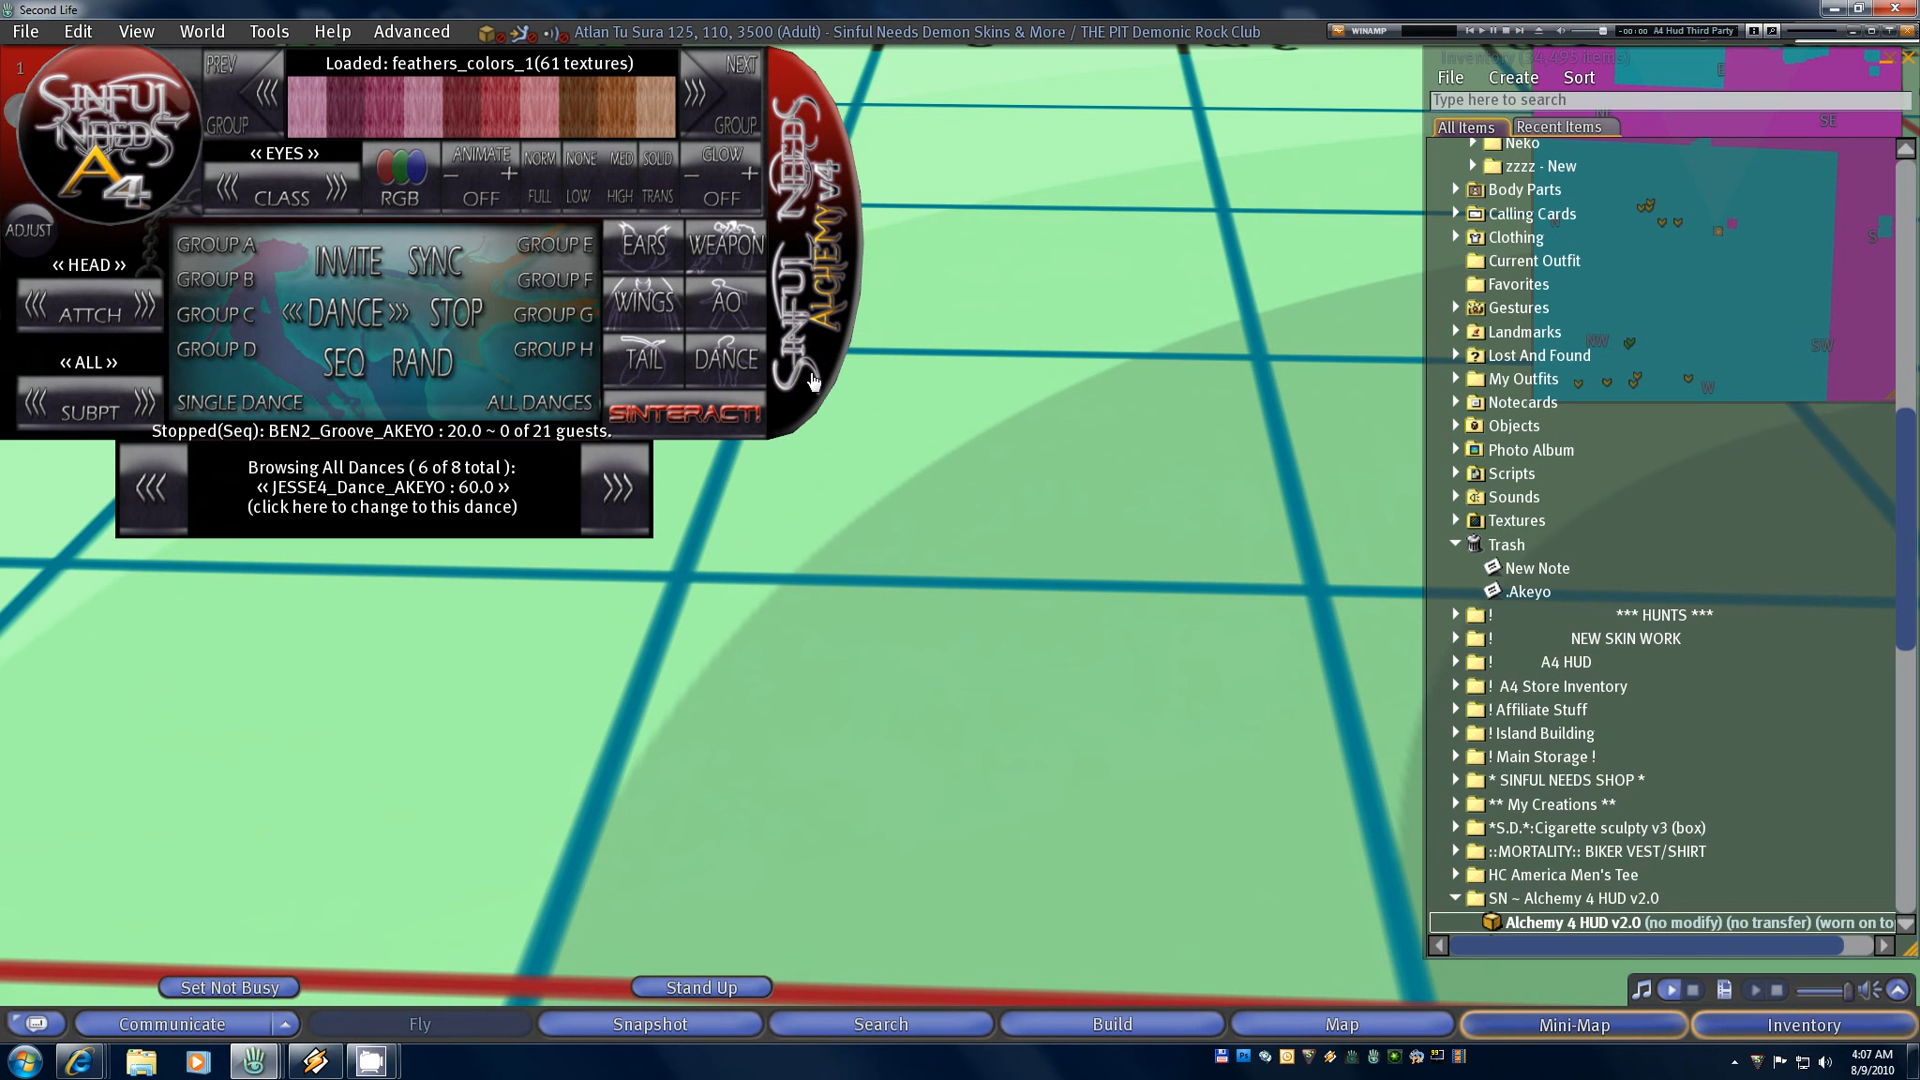 Second Life
File Edit View World Tools Help Advanced
Atlan Tu Sura 125, 110, 3500 (Adult) - Sinful Needs Demon Skins & More / THE PIT Demonic Rock Club
WINAMP
A4 Hud Third Party
1
SINFUL NEEDS A4
PREV GROUP
Loaded: feathers_colors_1(61 textures)
NEXT GROUP
‹‹ EYES ››
CLASS
RGB
ANIMATE
- +
OFF
NORM NONE MED SOLID
FULL LOW HIGH TRANS
GLOW
- +
OFF
SINFUL NEEDS
ALCHEMY v4
ADJUST
‹‹ HEAD ››
ATTCH
‹‹ ALL ››
SUBPT
GROUP A
GROUP B
GROUP C
GROUP D
INVITE SYNC
‹‹‹ DANCE ››› STOP
SEQ RAND
GROUP E
GROUP F
GROUP G
GROUP H
SINGLE DANCE
ALL DANCES
EARS WEAPON
WINGS AO
TAIL DANCE
SINTERACT!
Stopped(Seq): BEN2_Groove_AKEYO : 20.0 ~ 0 of 21 guests.
Browsing All Dances ( 6 of 8 total ):
‹‹ JESSE4_Dance_AKEYO : 60.0 ››
(click here to change to this dance)
File Create Sort
Type here to search
All Items Recent Items
Neko
zzzz - New
Body Parts
Calling Cards
Clothing
Current Outfit
Favorites
Gestures
Landmarks
Lost And Found
My Outfits
Notecards
Objects
Photo Album
Scripts
Sounds
Textures
Trash
New Note
.Akeyo
! *** HUNTS ***
! NEW SKIN WORK
! A4 HUD
! A4 Store Inventory
! Affiliate Stuff
! Island Building
! Main Storage !
* SINFUL NEEDS SHOP *
** My Creations **
*S.D.*:Cigarette sculpty v3 (box)
::MORTALITY:: BIKER VEST/SHIRT
HC America Men's Tee
SN ~ Alchemy 4 HUD v2.0
Alchemy 4 HUD v2.0 (no modify) (no transfer) (worn on to
SE
S
NW
SW
W
Set Not Busy
Stand Up
Communicate
Fly
Snapshot
Search
Build
Map
Mini-Map
Inventory
4:07 AM
8/9/2010